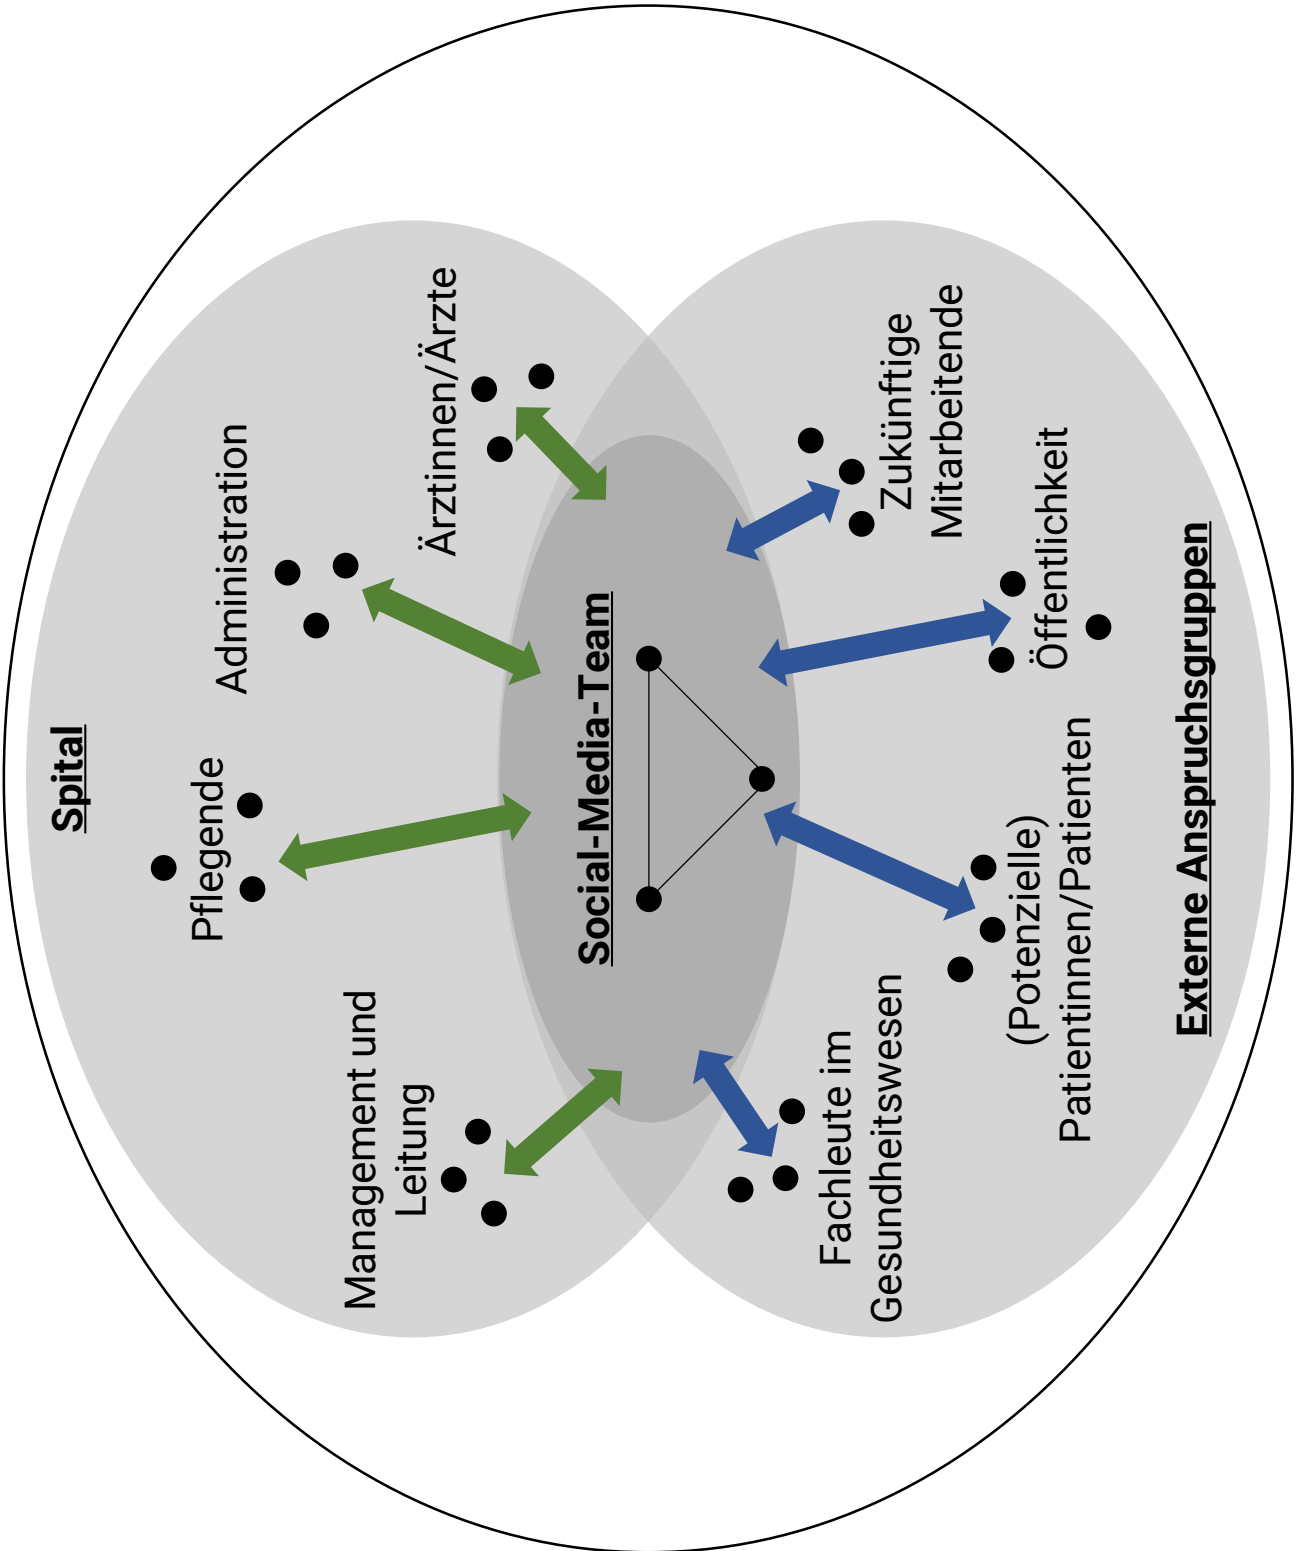 Spital
Pflegende
Administration
Management und
Leitung
Ärztinnen/Ärzte
Social-Media-Team
Fachleute im
Gesundheitswesen
Zukünftige
Mitarbeitende
(Potenzielle)
Patientinnen/Patienten
Öffentlichkeit
Externe Anspruchsgruppen